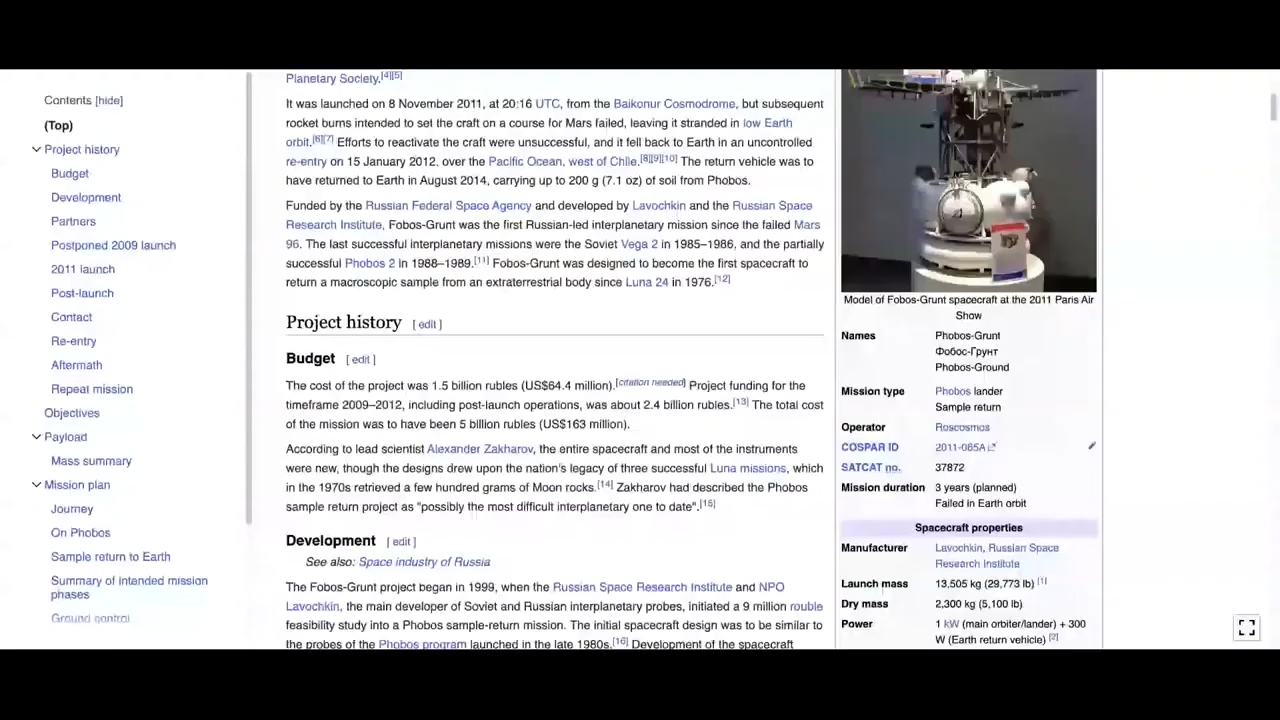 Contents [hide]
(Top)
Project history
Budget
Development
Partners
Postponed 2009 launch
2011 launch
Post-launch
Contact
Re-entry
Aftermath
Repeat mission
Objectives
Payload
Mass summary
Mission plan
Journey
On Phobos
Sample return to Earth
Summary of intended mission
phases
Ground control
Planetary Society.[4][5]
It was launched on 8 November 2011, at 20:16 UTC, from the Baikonur Cosmodrome, but subsequent
rocket burns intended to set the craft on a course for Mars failed, leaving it stranded in low Earth
orbit.[6][7] Efforts to reactivate the craft were unsuccessful, and it fell back to Earth in an uncontrolled
re-entry on 15 January 2012, over the Pacific Ocean, west of Chile.[8][9][10] The return vehicle was to
have returned to Earth in August 2014, carrying up to 200 g (7.1 oz) of soil from Phobos.
Funded by the Russian Federal Space Agency and developed by Lavochkin and the Russian Space
Research Institute, Fobos-Grunt was the first Russian-led interplanetary mission since the failed Mars
96. The last successful interplanetary missions were the Soviet Vega 2 in 1985–1986, and the partially
successful Phobos 2 in 1988–1989.[11] Fobos-Grunt was designed to become the first spacecraft to
return a macroscopic sample from an extraterrestrial body since Luna 24 in 1976.[12]
Project history [ edit ]
Budget [ edit ]
The cost of the project was 1.5 billion rubles (US$64.4 million).[citation needed] Project funding for the
timeframe 2009–2012, including post-launch operations, was about 2.4 billion rubles.[13] The total cost
of the mission was to have been 5 billion rubles (US$163 million).
According to lead scientist Alexander Zakharov, the entire spacecraft and most of the instruments
were new, though the designs drew upon the nation's legacy of three successful Luna missions, which
in the 1970s retrieved a few hundred grams of Moon rocks.[14] Zakharov had described the Phobos
sample return project as "possibly the most difficult interplanetary one to date".[15]
Development [ edit ]
See also: Space industry of Russia
The Fobos-Grunt project began in 1999, when the Russian Space Research Institute and NPO
Lavochkin, the main developer of Soviet and Russian interplanetary probes, initiated a 9 million rouble
feasibility study into a Phobos sample-return mission. The initial spacecraft design was to be similar to
the probes of the Phobos program launched in the late 1980s.[16] Development of the spacecraft
Model of Fobos-Grunt spacecraft at the 2011 Paris Air
Show
Names Phobos-Grunt
Фобос-Грунт
Phobos-Ground
Mission type Phobos lander
Sample return
Operator Roscosmos
COSPAR ID 2011-065A
SATCAT no. 37872
Mission duration 3 years (planned)
Failed in Earth orbit
Spacecraft properties
Manufacturer Lavochkin, Russian Space
Research Institute
Launch mass 13,505 kg (29,773 lb) [1]
Dry mass 2,300 kg (5,100 lb)
Power 1 kW (main orbiter/lander) + 300
W (Earth return vehicle) [2]